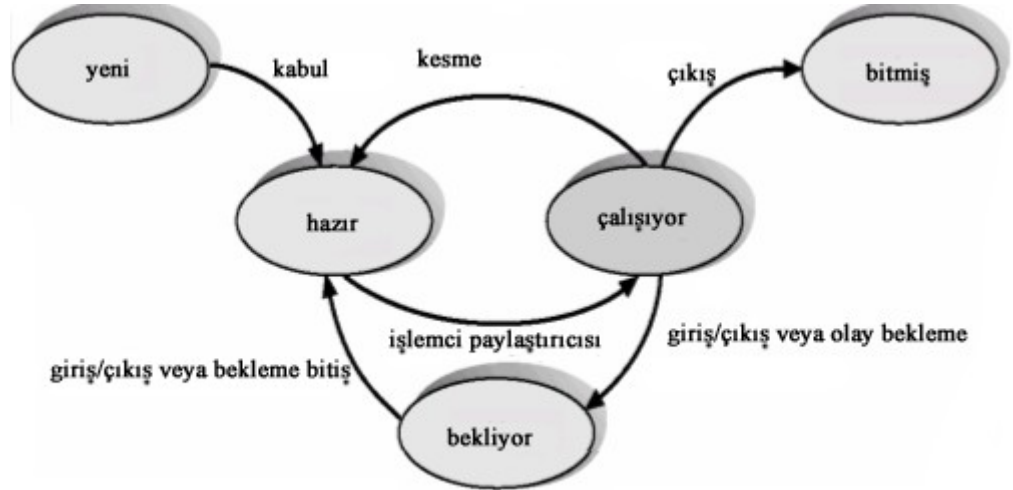 yeni
kabul
kesme
çıkış
bitmiş
hazır
çalışıyor
işlemci paylaştırıcısı
giriş/çıkış veya olay bekleme
giriş/çıkış veya bekleme bitiş
bekliyor